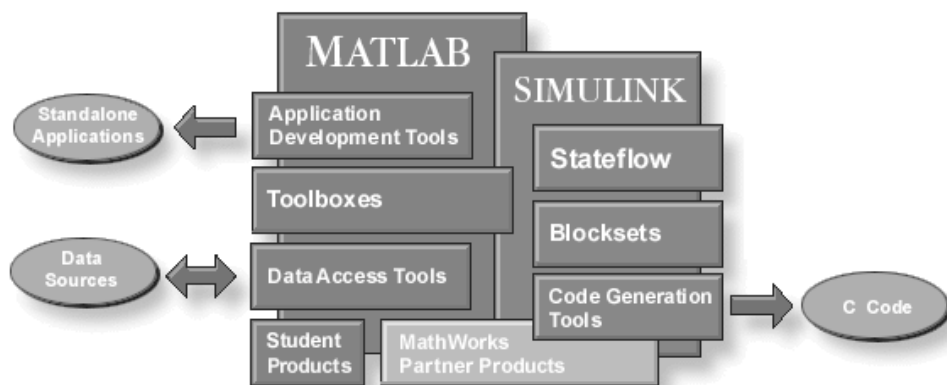 MATLAB
SIMULINK
Standalone
Applications
Application
Development Tools
Stateflow
Toolboxes
Blocksets
Data
Sources
Data Access Tools
Code Generation
Tools
C Code
Student
Products
MathWorks
Partner Products